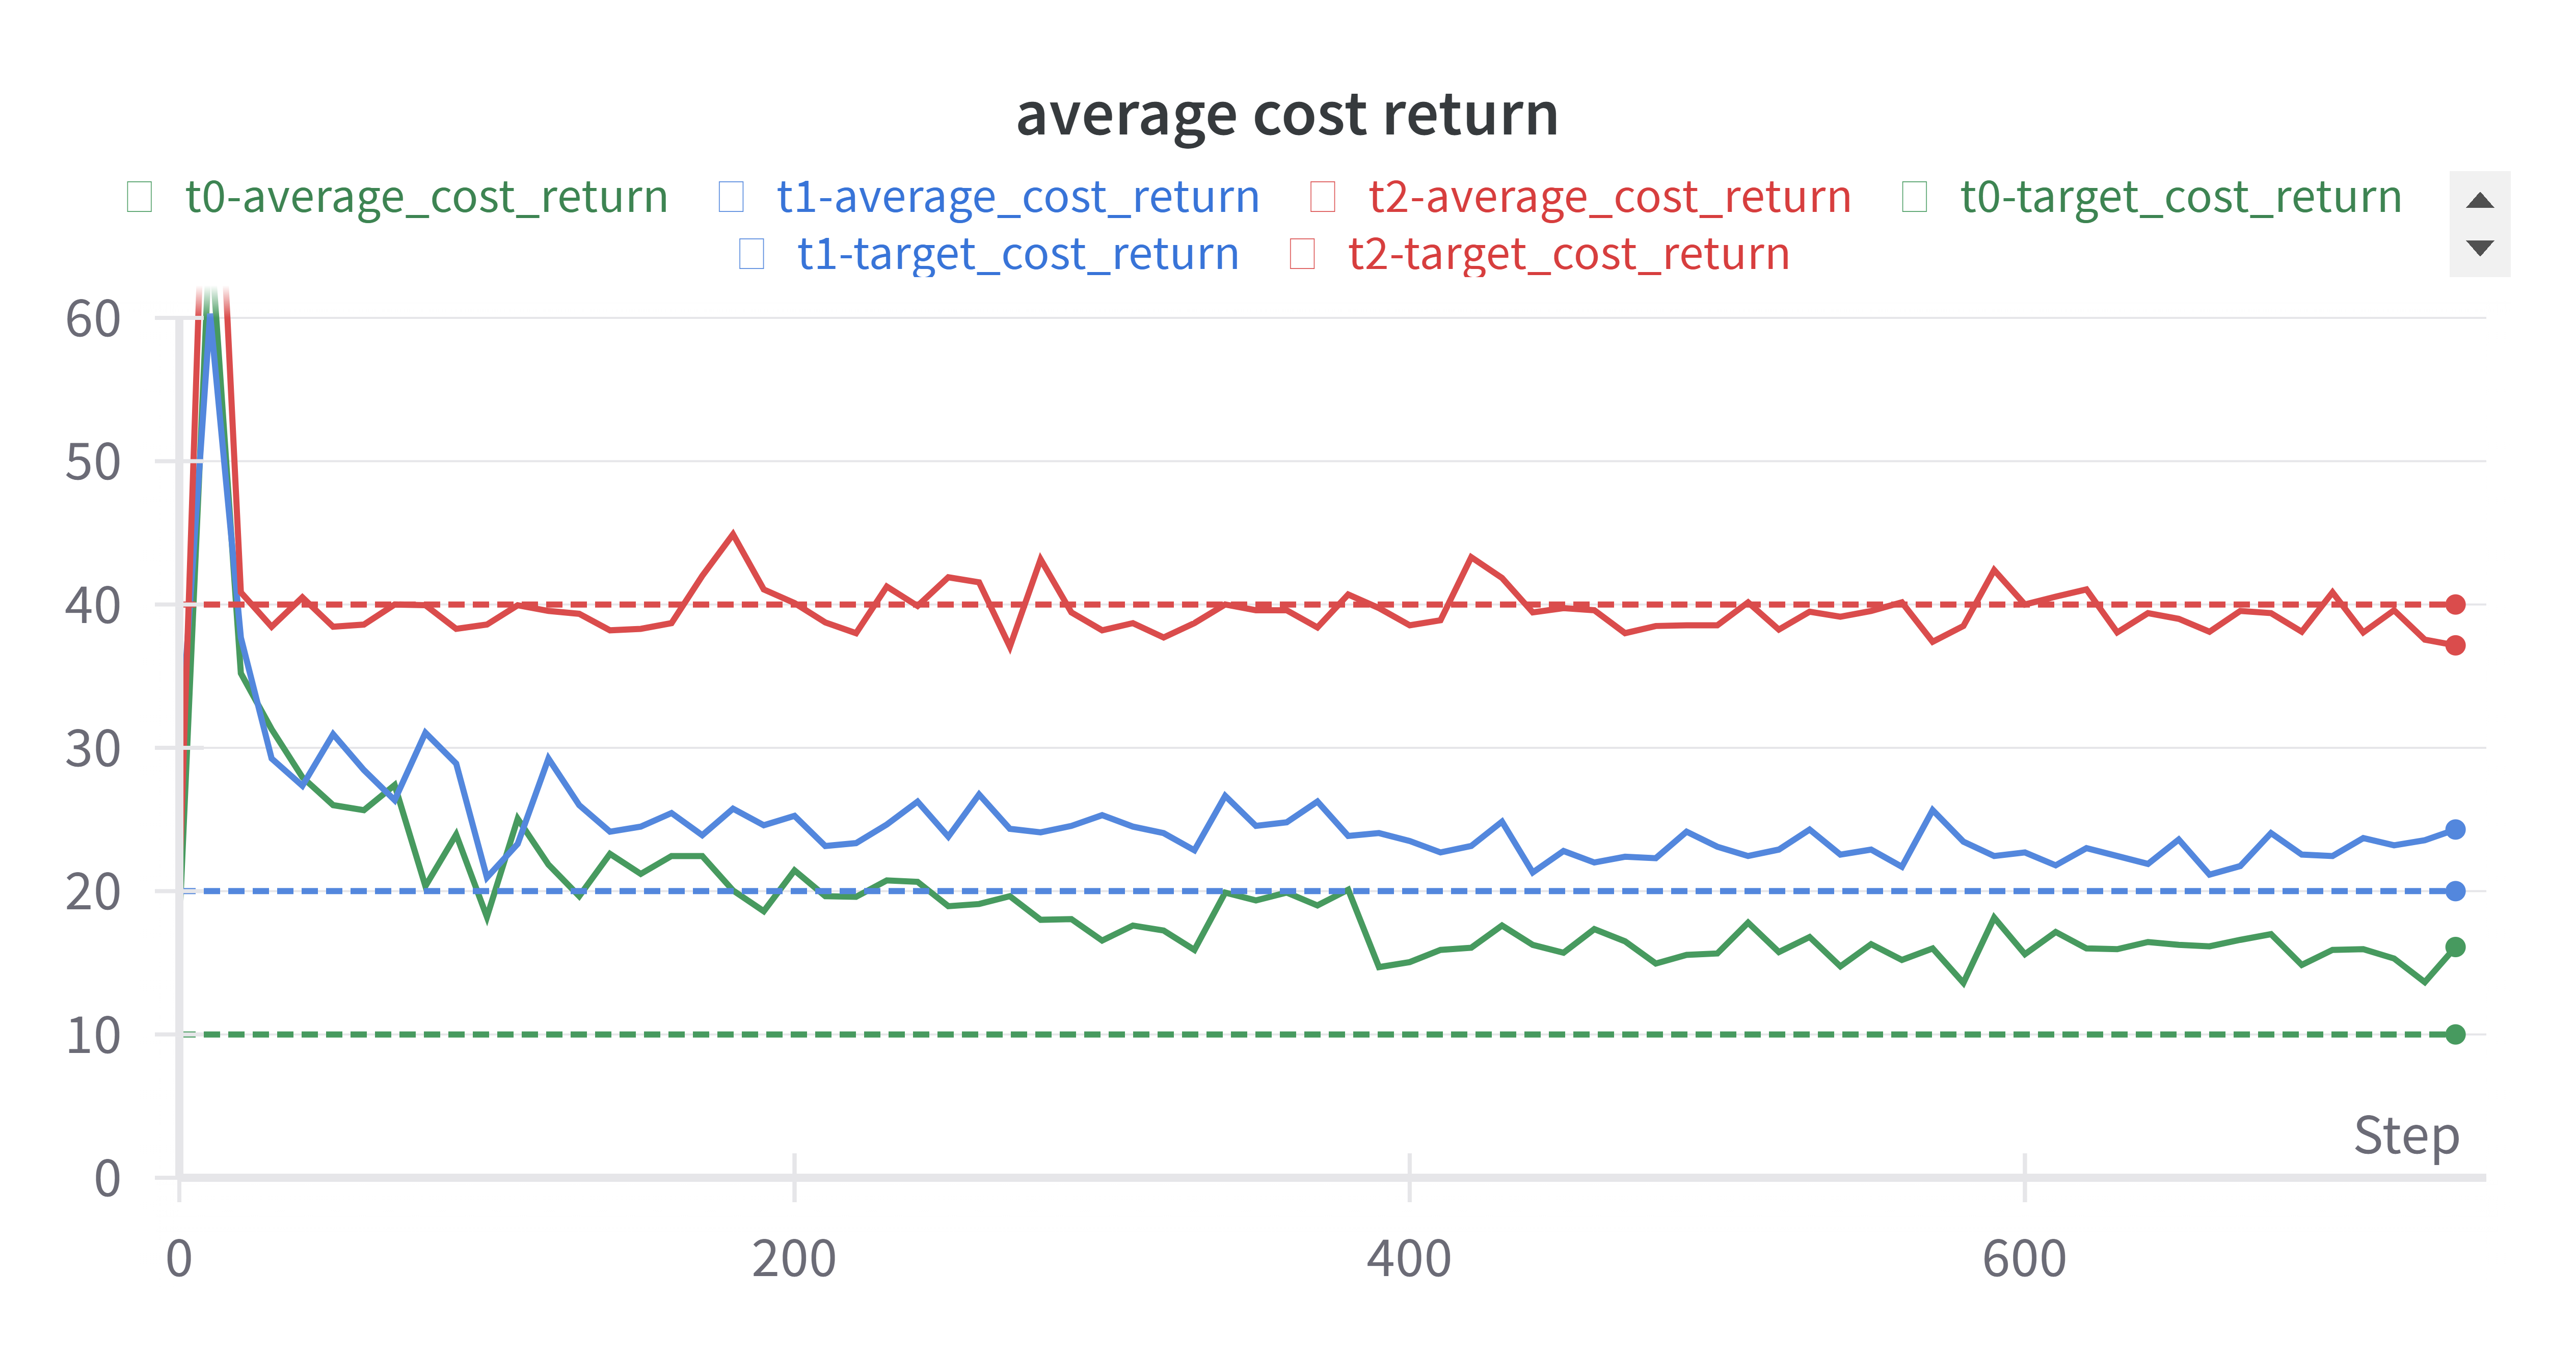 average cost return
t0-average_cost_return t1-average_cost_return t2-average_cost_return t0-target_cost_return
t1-target_cost_return t2-target_cost_return
60
50
40
30
20
10
Step
0
0 200 400 600